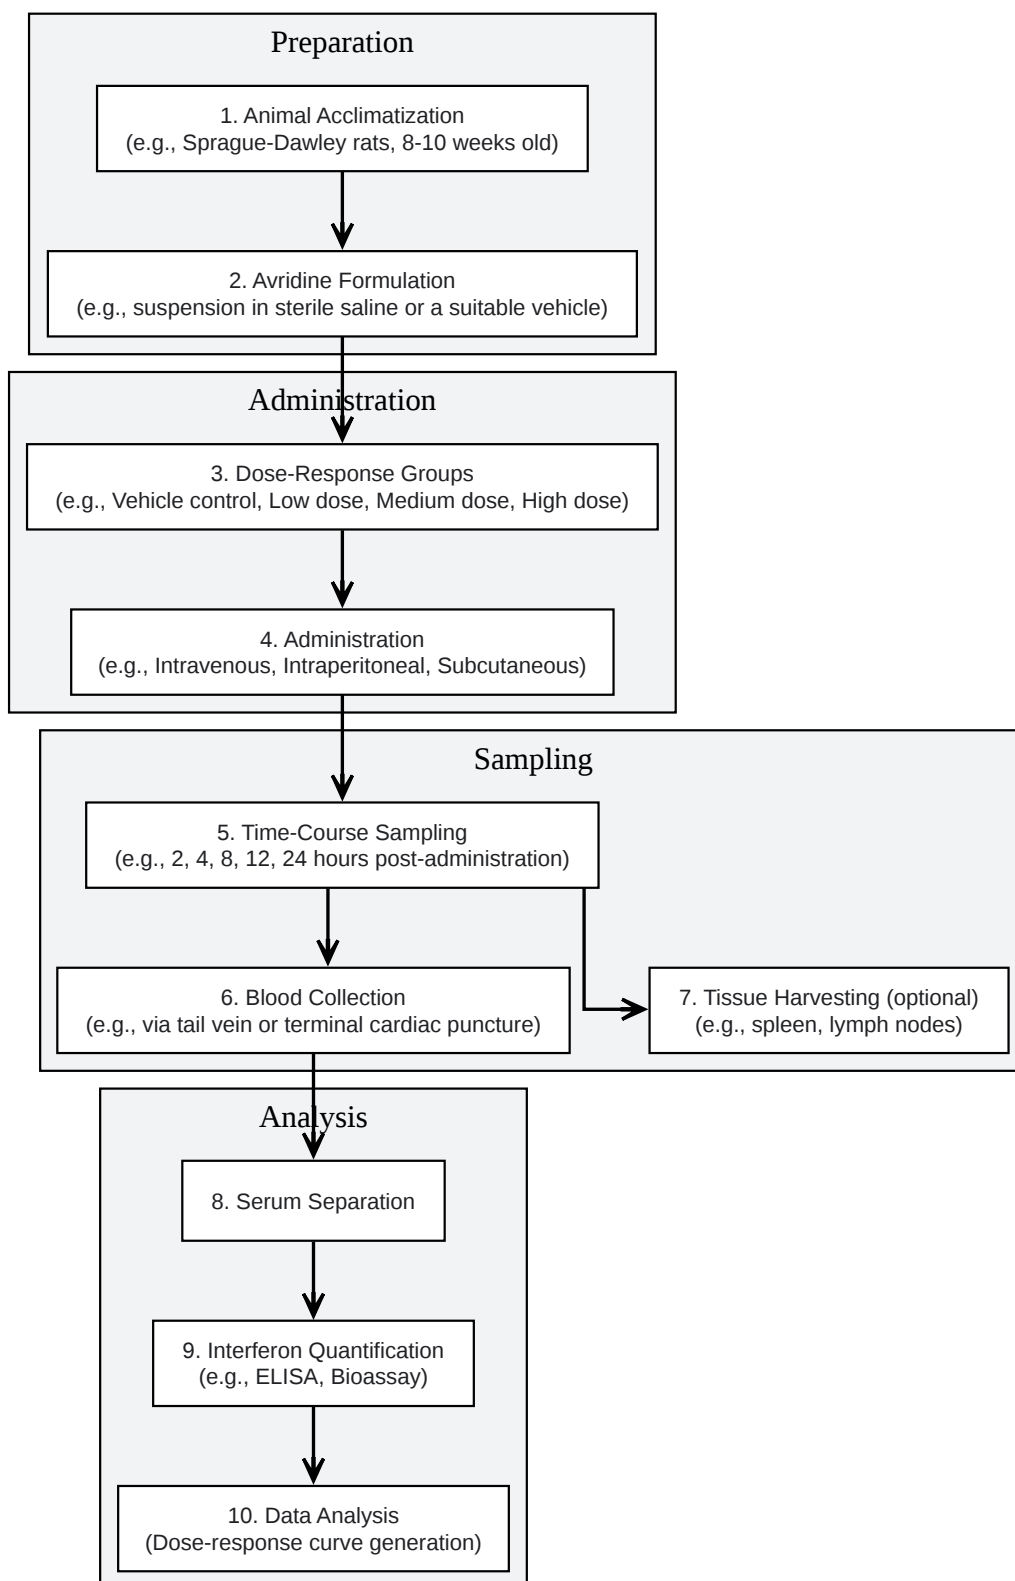 Preparation
1. Animal Acclimatization
(e.g., Sprague-Dawley rats, 8-10 weeks old)
2. Avridine Formulation
(e.g., suspension in sterile saline or a suitable vehicle)
Administration
3. Dose-Response Groups
(e.g., Vehicle control, Low dose, Medium dose, High dose)
4. Administration
(e.g., Intravenous, Intraperitoneal, Subcutaneous)
Sampling
5. Time-Course Sampling
(e.g., 2, 4, 8, 12, 24 hours post-administration)
6. Blood Collection
(e.g., via tail vein or terminal cardiac puncture)
7. Tissue Harvesting (optional)
(e.g., spleen, lymph nodes)
Analysis
8. Serum Separation
9. Interferon Quantification
(e.g., ELISA, Bioassay)
10. Data Analysis
(Dose-response curve generation)